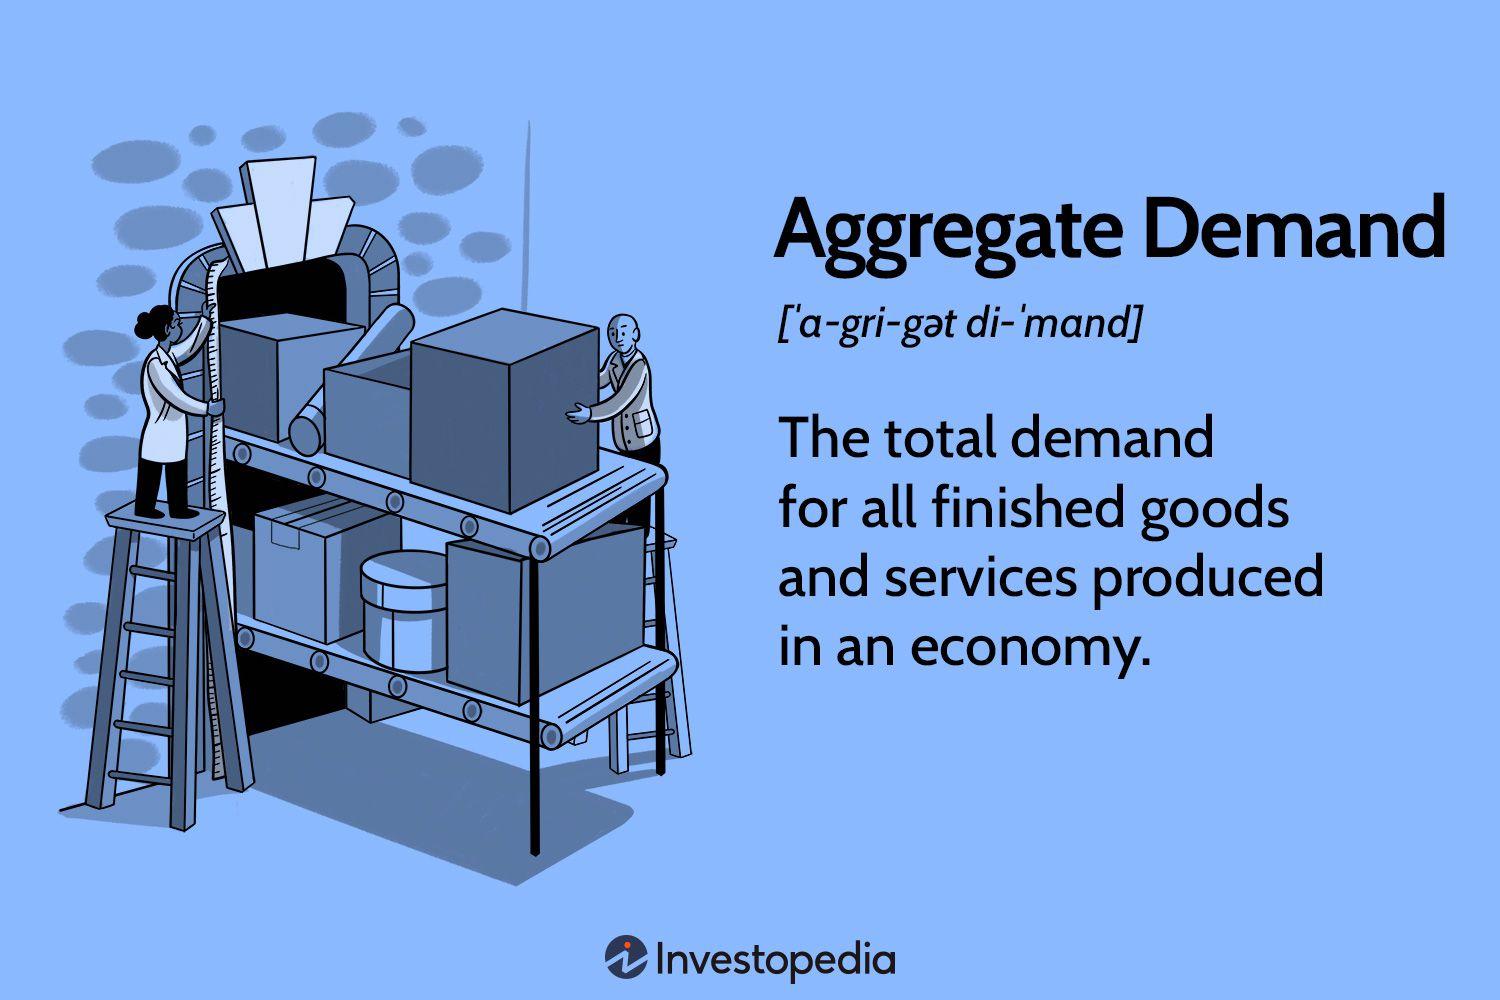 Aggregate Demand
[ˈa-gri-gət di-ˈmand]
The total demand
for all finished goods
and services produced
in an economy.
Investopedia